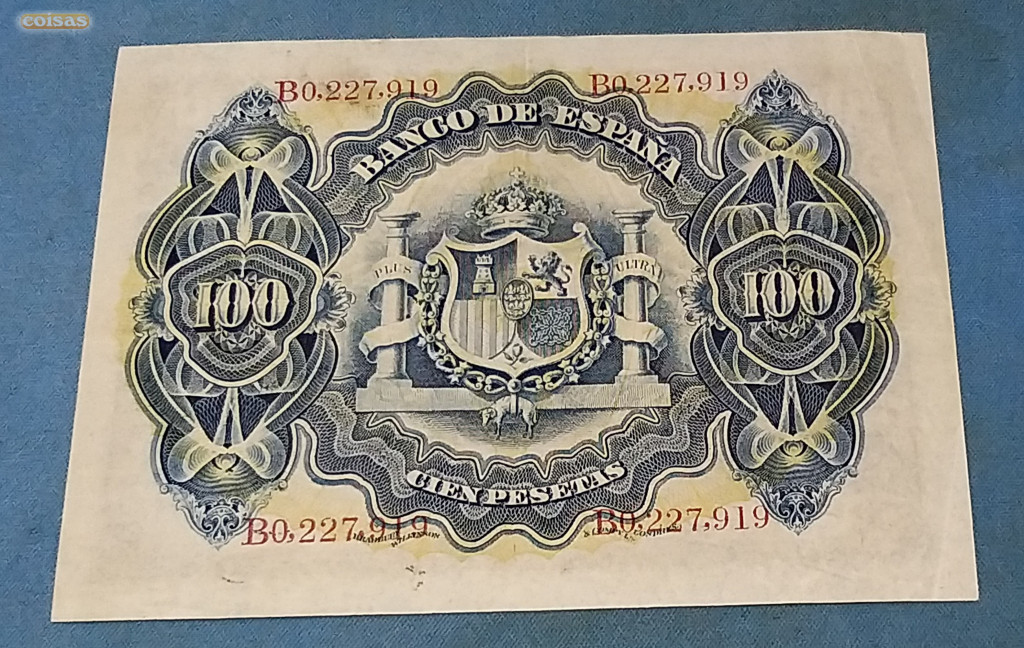 coisas
B0,227,919 B0,227,919
BANCO DE ESPAÑA
PLUS ULTRA
100 100
CIEN PESETAS
B0,227,919 B0,227,919
WILKINSON